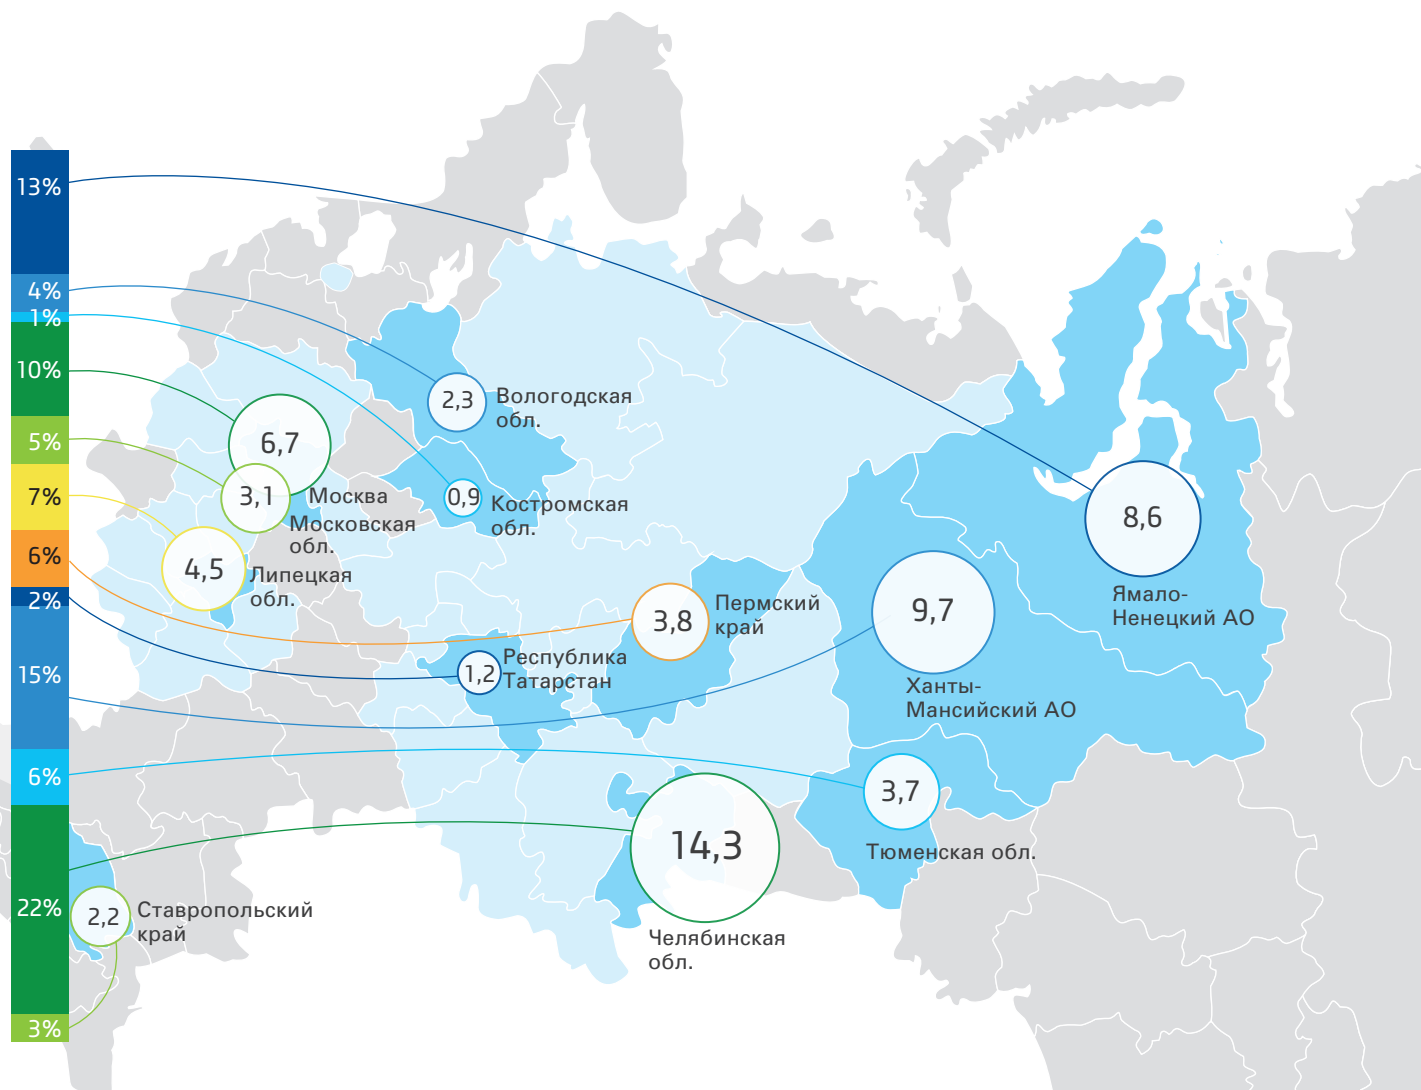 13%
4%
1%
10%
5%
7%
6%
2%
15%
6%
22%
3%
2,3
Вологодская
обл.
6,7
3,1
Москва
Московская
обл.
0,9
Костромская
обл.
4,5
Липецкая
обл.
8,6
Ямало-
Ненецкий АО
9,7
Ханты-
Мансийский АО
3,8
Пермский
край
1,2
Республика
Татарстан
3,7
Тюменская обл.
14,3
Челябинская
обл.
2,2
Ставропольский
край